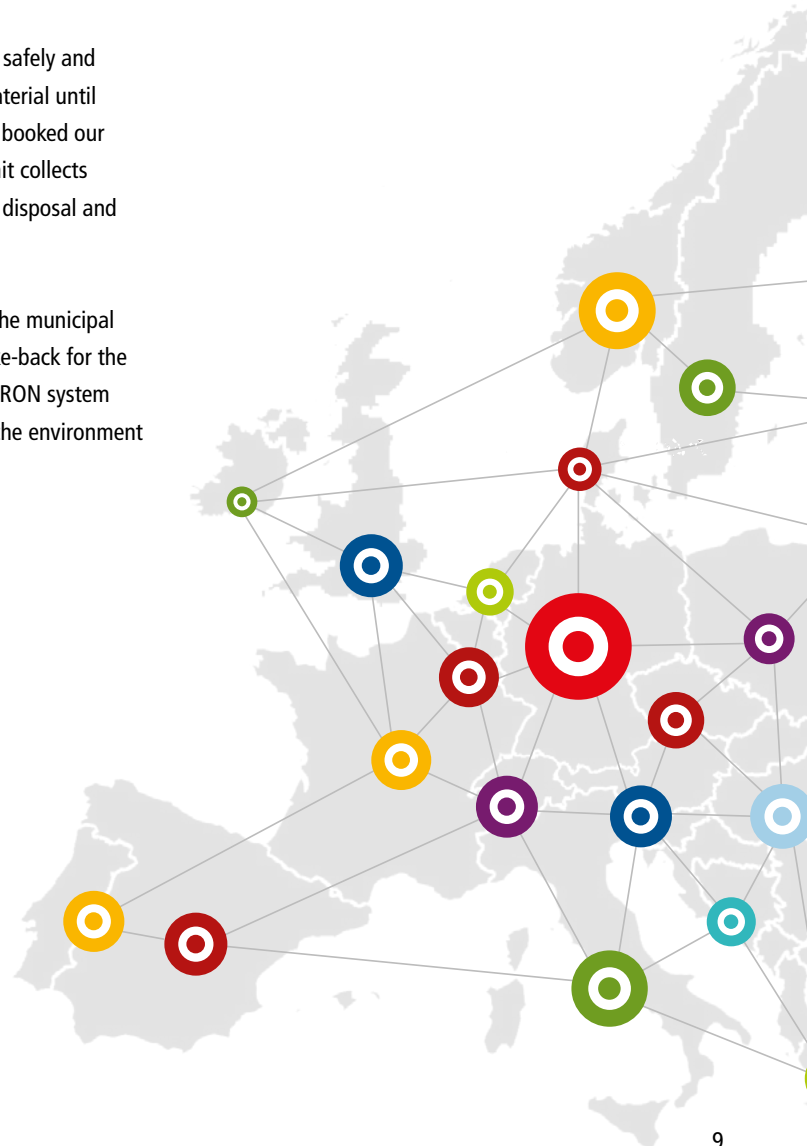 safely and
aterial until
booked our
it collects
disposal and
he municipal
e-back for the
RON system
he environment
9